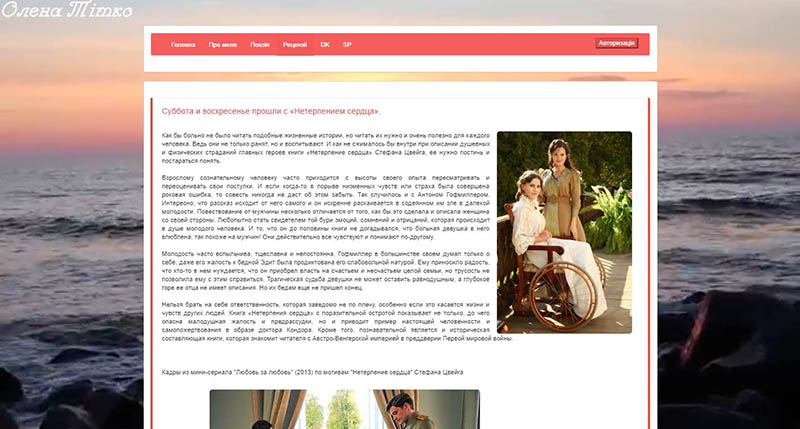 Олена Тітко
Головна Про мене Поезія Рецензії DK SP Авторизація
Суббота и воскресенье прошли с «Нетерпением сердца».
Как бы больно не было читать подобные жизненные истории, но читать их нужно и очень полезно для каждого
человека. Ведь они не только ранят, но и воспитывают. И как не сжималось бы внутри при описании душевных
и физических страданий главных героев книги «Нетерпение сердца» Стефана Цвейга, ее нужно постичь и
постараться понять.
Взрослому сознательному человеку часто приходится с высоты своего опыта пересматривать и
переоценивать свои поступки. И если когда-то в порыве низменных чувств или страха была совершена
роковая ошибка, то совесть никогда не даст об этом забыть. Так случилось и с Антоном Гофмиллером.
Интересно, что рассказ исходит от него самого и он искренне раскаивается в содеянном им зле в далекой
молодости. Повествование от мужчины несколько отличается от того, как бы это сделала и описала женщина
со своей стороны. Любопытно стать свидетелем той бури эмоций, сомнений и отрицаний, которая происходит
в душе молодого человека. И то, что он до половины книги не догадывался, что больная девушка в него
влюблена, так похоже на мужчин! Они действительно все чувствуют и понимают по-другому.
Молодость часто вспыльчива, тщеславна и непостоянна. Гофмиллер в большинстве своем думал только о
себе, даже его жалость к бедной Эдит была продиктована его слабовольной натурой. Ему приносило радость,
что кто-то в нем нуждается, что он приобрел власть на счастьем и несчастьем целой семьи, но трусость не
позволила ему с этим справиться. Трагическая судьба девушки не может оставить равнодушным, а глубокое
горе ее отца не имеет описания. Но их бедам еще не пришел конец.
Нельзя брать на себе ответственность, которая заведомо не по плечу, особенно если это касается жизни и
чувств других людей. Книга «Нетерпения сердца» с поразительной остротой показывает не только, до чего
опасна малодушная жалость и предрассудки, но и приводит пример настоящей человечности и
самопожертвования в образе доктора Кондора. Кроме того, познавательной является и историческая
составляющая книги, которая знакомит читателя с Австро-Венгерской империей в преддверии Первой мировой войны.
Кадры из мини-сериала "Любовь за любовь" (2013) по мотивам "Нетерпение сердца" Стефана Цвейга